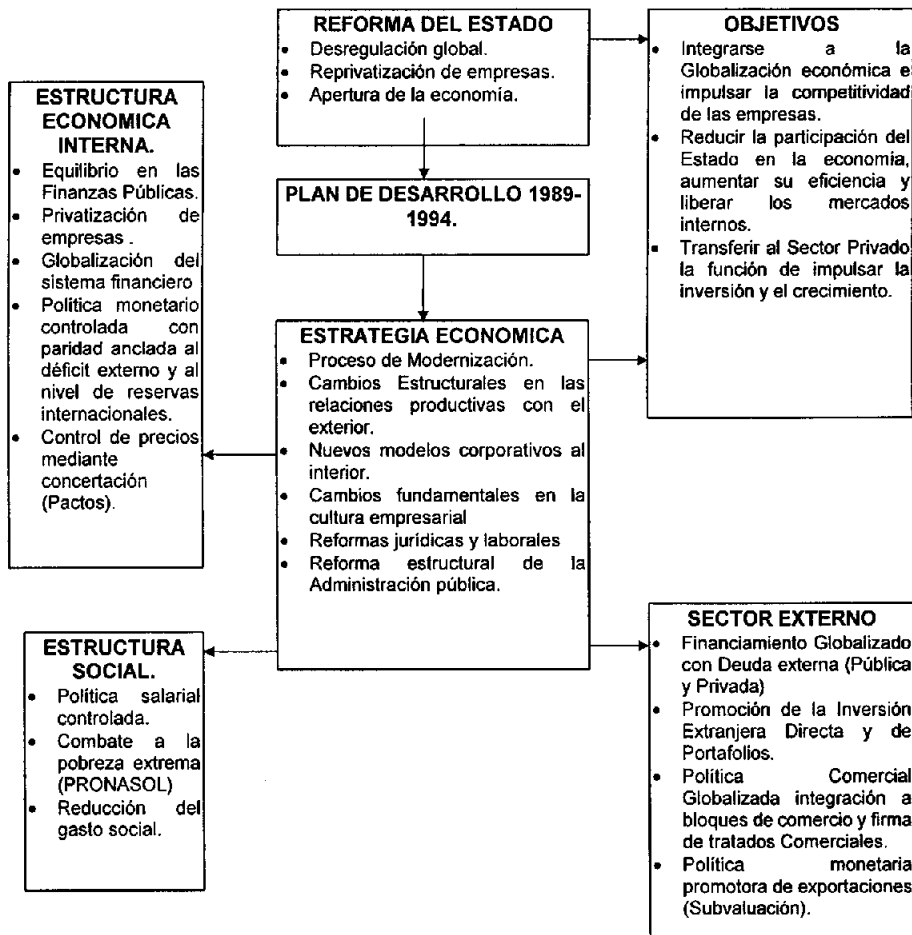 REFORMA DEL ESTADO
• Desregulación global.
• Reprivatización de empresas.
• Apertura de la economía.
OBJETIVOS
• Integrarse a la
Globalización económica e
impulsar la competitividad
de las empresas.
• Reducir la participación del
Estado en la economía,
aumentar su eficiencia y
liberar los mercados
internos.
• Transferir al Sector Privado
la función de impulsar la
inversión y el crecimiento.
ESTRUCTURA
ECONOMICA
INTERNA.
• Equilibrio en las
Finanzas Públicas.
• Privatización de
empresas .
• Globalización del
sistema financiero
• Política monetario
controlada con
paridad anclada al
déficit externo y al
nivel de reservas
internacionales.
• Control de precios
mediante
concertación
(Pactos).
PLAN DE DESARROLLO 1989-
1994.
ESTRATEGIA ECONOMICA
• Proceso de Modernización.
• Cambios Estructurales en las
relaciones productivas con el
exterior.
• Nuevos modelos corporativos al
interior.
• Cambios fundamentales en la
cultura empresarial
• Reformas jurídicas y laborales
• Reforma estructural de la
Administración pública.
ESTRUCTURA
SOCIAL.
• Política salarial
controlada.
• Combate a la
pobreza extrema
(PRONASOL)
• Reducción del
gasto social.
SECTOR EXTERNO
• Financiamiento Globalizado
con Deuda externa (Pública
y Privada)
• Promoción de la Inversión
Extranjera Directa y de
Portafolios.
• Política Comercial
Globalizada integración a
bloques de comercio y firma
de tratados Comerciales.
• Política monetaria
promotora de exportaciones
(Subvaluación).